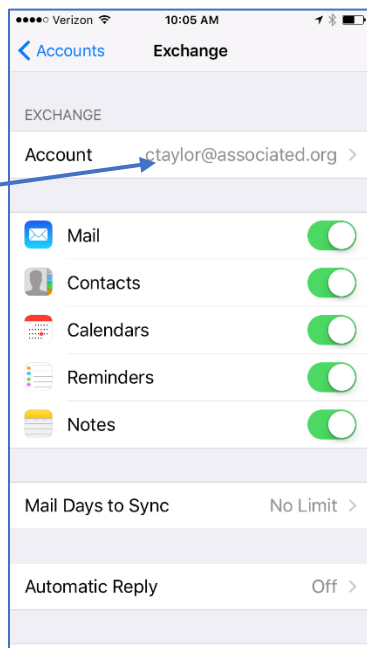 Verizon 10:05 AM
Accounts Exchange
EXCHANGE
Account ctaylor@associated.org
Mail
Contacts
Calendars
Reminders
Notes
Mail Days to Sync No Limit
Automatic Reply Off